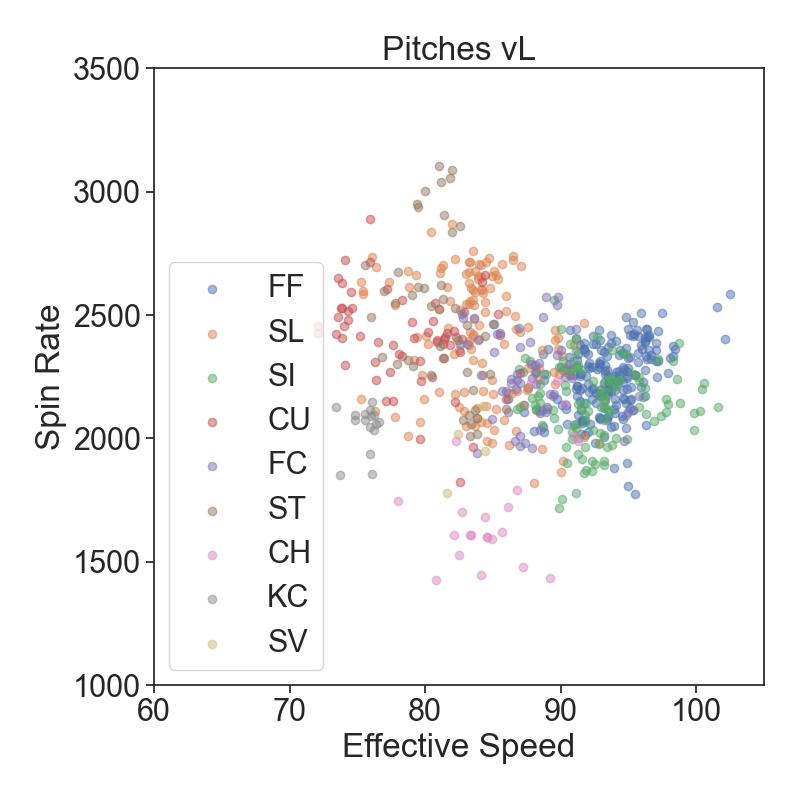 Pitches vL
3500
3000
2500
2000
1500
1000
Spin Rate
FF
SL
SI
CU
FC
ST
CH
KC
SV
60 70 80 90 100
Effective Speed